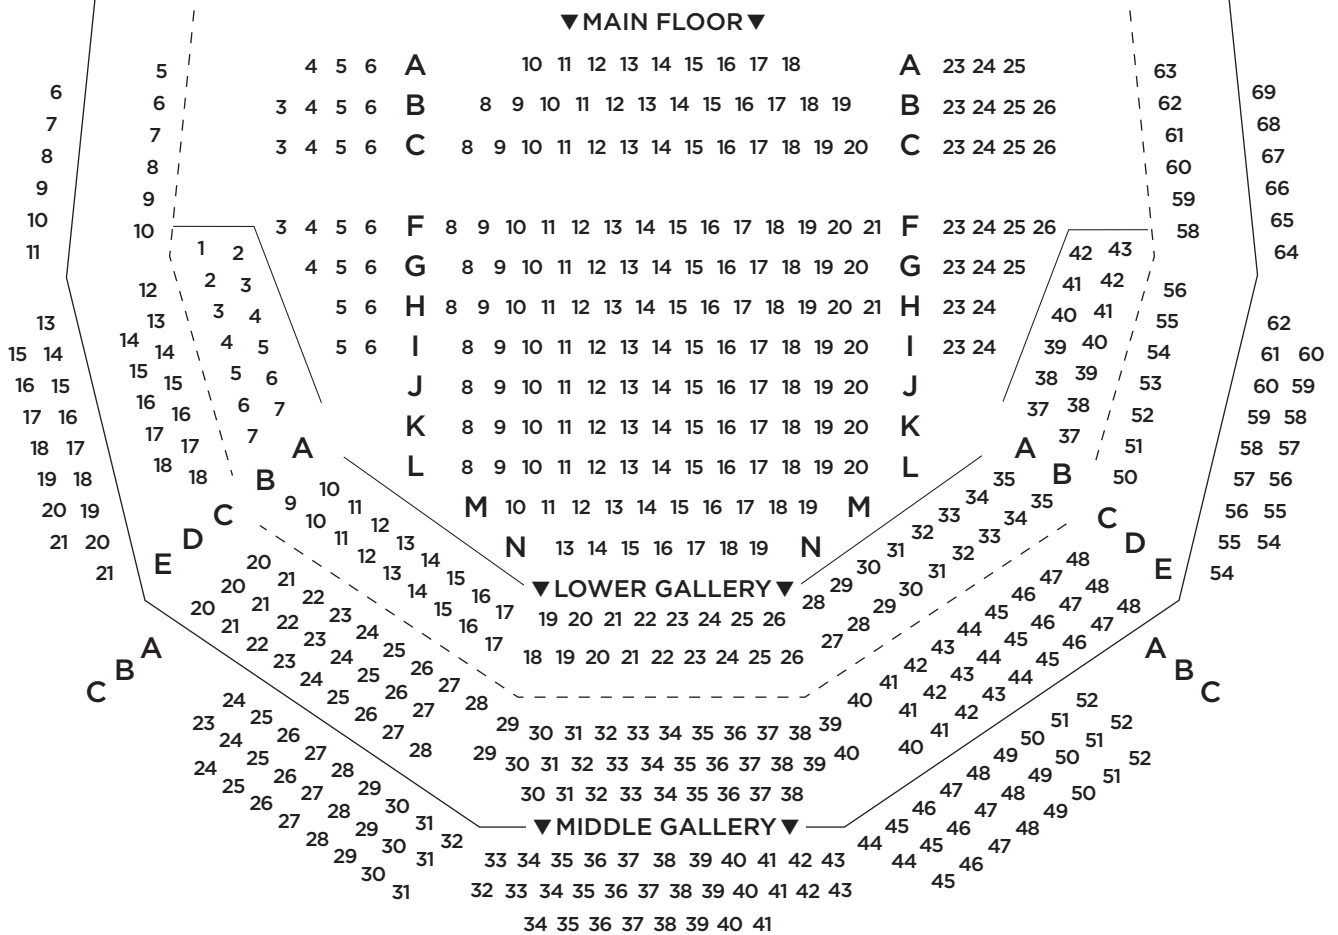 ▼MAIN FLOOR▼
4 5 6 A 10 11 12 13 14 15 16 17 18 A 23 24 25
3 4 5 6 B 8 9 10 11 12 13 14 15 16 17 18 19 B 23 24 25 26
3 4 5 6 C 8 9 10 11 12 13 14 15 16 17 18 19 20 C 23 24 25 26
3 4 5 6 F 8 9 10 11 12 13 14 15 16 17 18 19 20 21 F 23 24 25 26
4 5 6 G 8 9 10 11 12 13 14 15 16 17 18 19 20 G 23 24 25
5 6 H 8 9 10 11 12 13 14 15 16 17 18 19 20 21 H 23 24
5 6 I 8 9 10 11 12 13 14 15 16 17 18 19 20 I 23 24
J 8 9 10 11 12 13 14 15 16 17 18 19 20 J
K 8 9 10 11 12 13 14 15 16 17 18 19 20 K
L 8 9 10 11 12 13 14 15 16 17 18 19 20 L
M 10 11 12 13 14 15 16 17 18 19 M
N 13 14 15 16 17 18 19 N
▼LOWER GALLERY▼
2 3 4 5 6 7 A 10 11 12 13 14 15 16 17 19 20 21 22 23 24 25 26 28 29 30 31 32 33 34 35 A 37 38 39 40 41 42
1 2 3 4 5 6 7 B 9 10 11 12 13 14 15 16 17 18 19 20 21 22 23 24 25 26 27 28 29 30 31 32 33 34 35 B 37 38 39 40 41 42 43
5 6 7 8 9 10 12 13 14 15 16 17 18 C 20 21 22 23 24 25 26 27 28 29 30 31 32 33 34 35 36 37 38 39 40 41 42 43 44 45 46 47 48 C 50 51 52 53 54 55 56 58 59 60 61 62 63
14 15 16 17 18 D 20 21 22 23 24 25 26 27 29 30 31 32 33 34 35 36 37 38 39 40 41 42 43 44 45 46 47 48 D
E 20 21 22 23 24 25 26 27 28 30 31 32 33 34 35 36 37 38 40 41 42 43 44 45 46 47 48 E
▼MIDDLE GALLERY▼
6 7 8 9 10 11 13 14 15 16 17 18 19 20 21 A 24 25 26 27 28 29 30 31 32 33 34 35 36 37 38 39 40 41 42 43 44 45 46 47 48 49 50 51 52 A 54 55 56 57 58 59 60 61 62 64 65 66 67 68 69
15 16 17 18 19 20 21 B 23 24 25 26 27 28 29 30 31 32 33 34 35 36 37 38 39 40 41 42 43 44 45 46 47 48 49 50 51 52 B 54 55 56 57 58 59 60
C 24 25 26 27 28 29 30 31 34 35 36 37 38 39 40 41 45 46 47 48 49 50 51 52 C